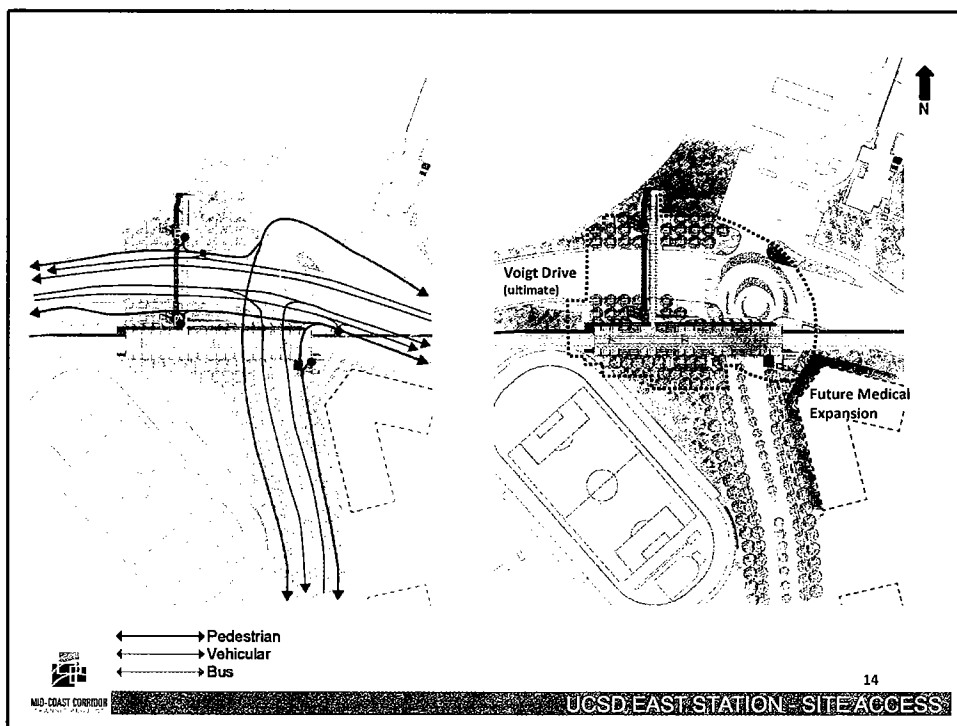 N
Voigt Drive
(ultimate)
Future Medical
Expansion
Pedestrian
Vehicular
Bus
14
MID-COAST CORRIDOR
UCSD EAST STATION - SITE ACCESS